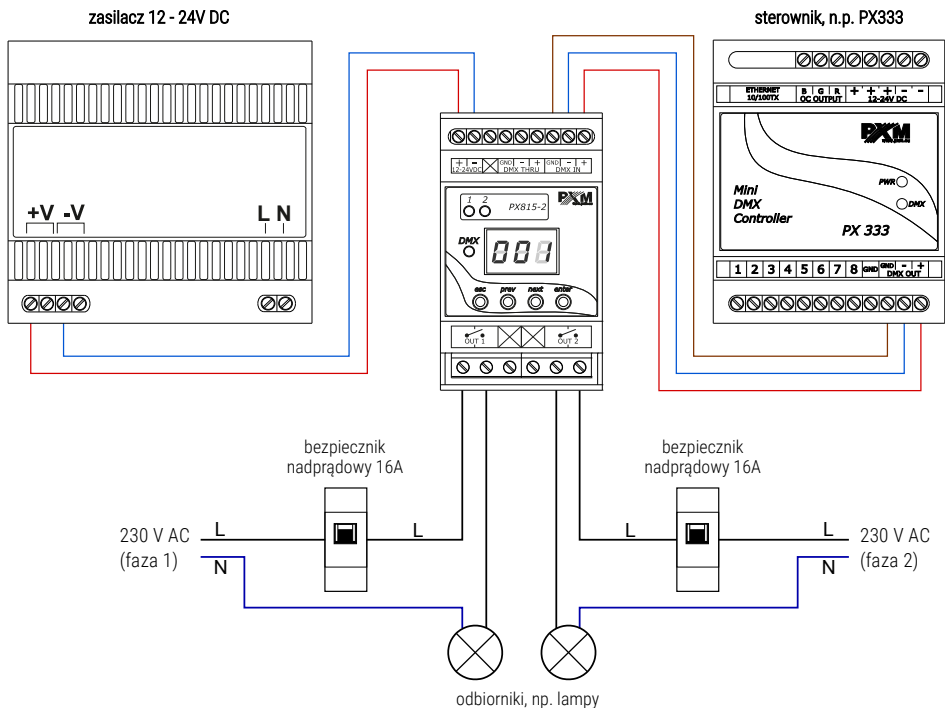 zasilacz 12 - 24V DC
sterownik, n.p. PX333
+V -V
L N
+ - GND - + GND - +
12-24VDC DMX THRU DMX IN
1 2
PX815-2
PXM
DMX
001
esc prev next enter
OUT 1 OUT 2
ETHERNET
10/100TX
B G R + + + - -
OC OUTPUT 12-24V DC
PXM
PWR
DMX
Mini
DMX
Controller
PX 333
1 2 3 4 5 6 7 8 GND GND - +
DMX OUT
bezpiecznik
nadprądowy 16A
bezpiecznik
nadprądowy 16A
230 V AC
(faza 1)
L
N
L
L
L
N
230 V AC
(faza 2)
odbiorniki, np. lampy